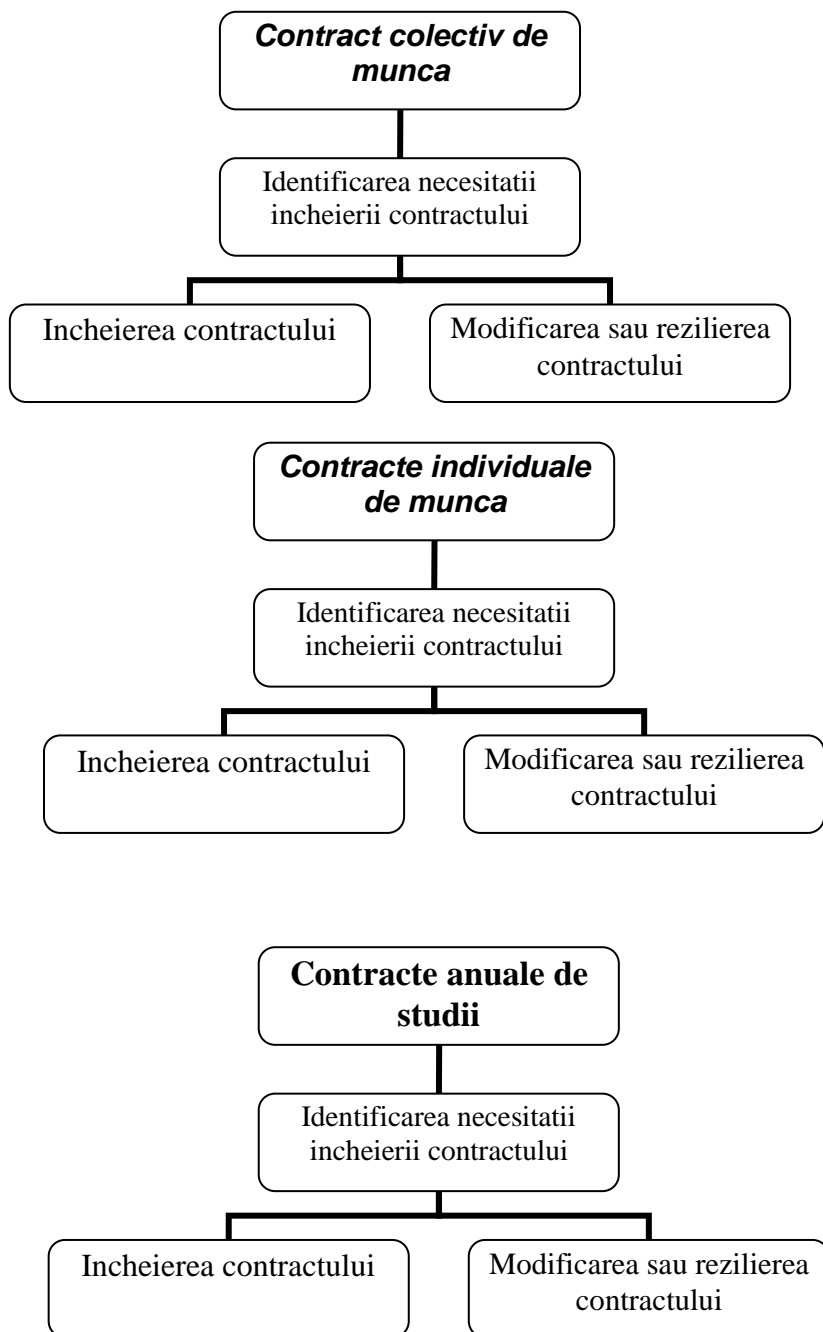 Contract colectiv de
munca
Identificarea necesitatii
incheierii contractului
Incheierea contractului
Modificarea sau rezilierea
contractului
Contracte individuale
de munca
Identificarea necesitatii
incheierii contractului
Incheierea contractului
Modificarea sau rezilierea
contractului
Contracte anuale de
studii
Identificarea necesitatii
incheierii contractului
Incheierea contractului
Modificarea sau rezilierea
contractului